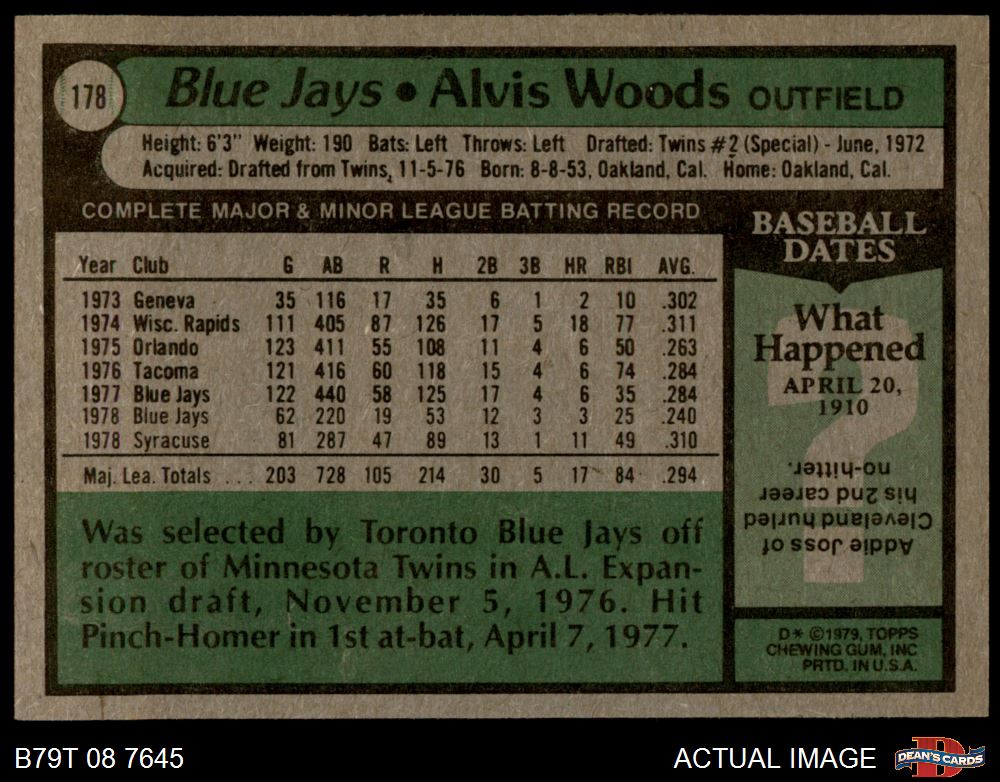 178
Blue Jays • Alvis Woods OUTFIELD
Height: 6'3" Weight: 190 Bats: Left Throws: Left Drafted: Twins #2 (Special) - June, 1972
Acquired: Drafted from Twins, 11-5-76 Born: 8-8-53, Oakland, Cal. Home: Oakland, Cal.
COMPLETE MAJOR & MINOR LEAGUE BATTING RECORD
Year Club G AB R H 2B 3B HR RBI AVG.
1973 Geneva 35 116 17 35 6 1 2 10 .302
1974 Wisc. Rapids 111 405 87 126 17 5 18 77 .311
1975 Orlando 123 411 55 108 11 4 6 50 .263
1976 Tacoma 121 416 60 118 15 4 6 74 .284
1977 Blue Jays 122 440 58 125 17 4 6 35 .284
1978 Blue Jays 62 220 19 53 12 3 3 25 .240
1978 Syracuse 81 287 47 89 13 1 11 49 .310
Maj. Lea. Totals ... 203 728 105 214 30 5 17 84 .294
Was selected by Toronto Blue Jays off
roster of Minnesota Twins in A.L. Expan-
sion draft, November 5, 1976. Hit
Pinch-Homer in 1st at-bat, April 7, 1977.
BASEBALL
DATES
What
Happened
APRIL 20,
1910
?
Addie Joss of
Cleveland hurled
his 2nd career
no-hitter.
D* ©1979, TOPPS
CHEWING GUM, INC
PRTD. IN U.S.A.
B79T 08 7645
ACTUAL IMAGE
D
DEAN'S CARDS